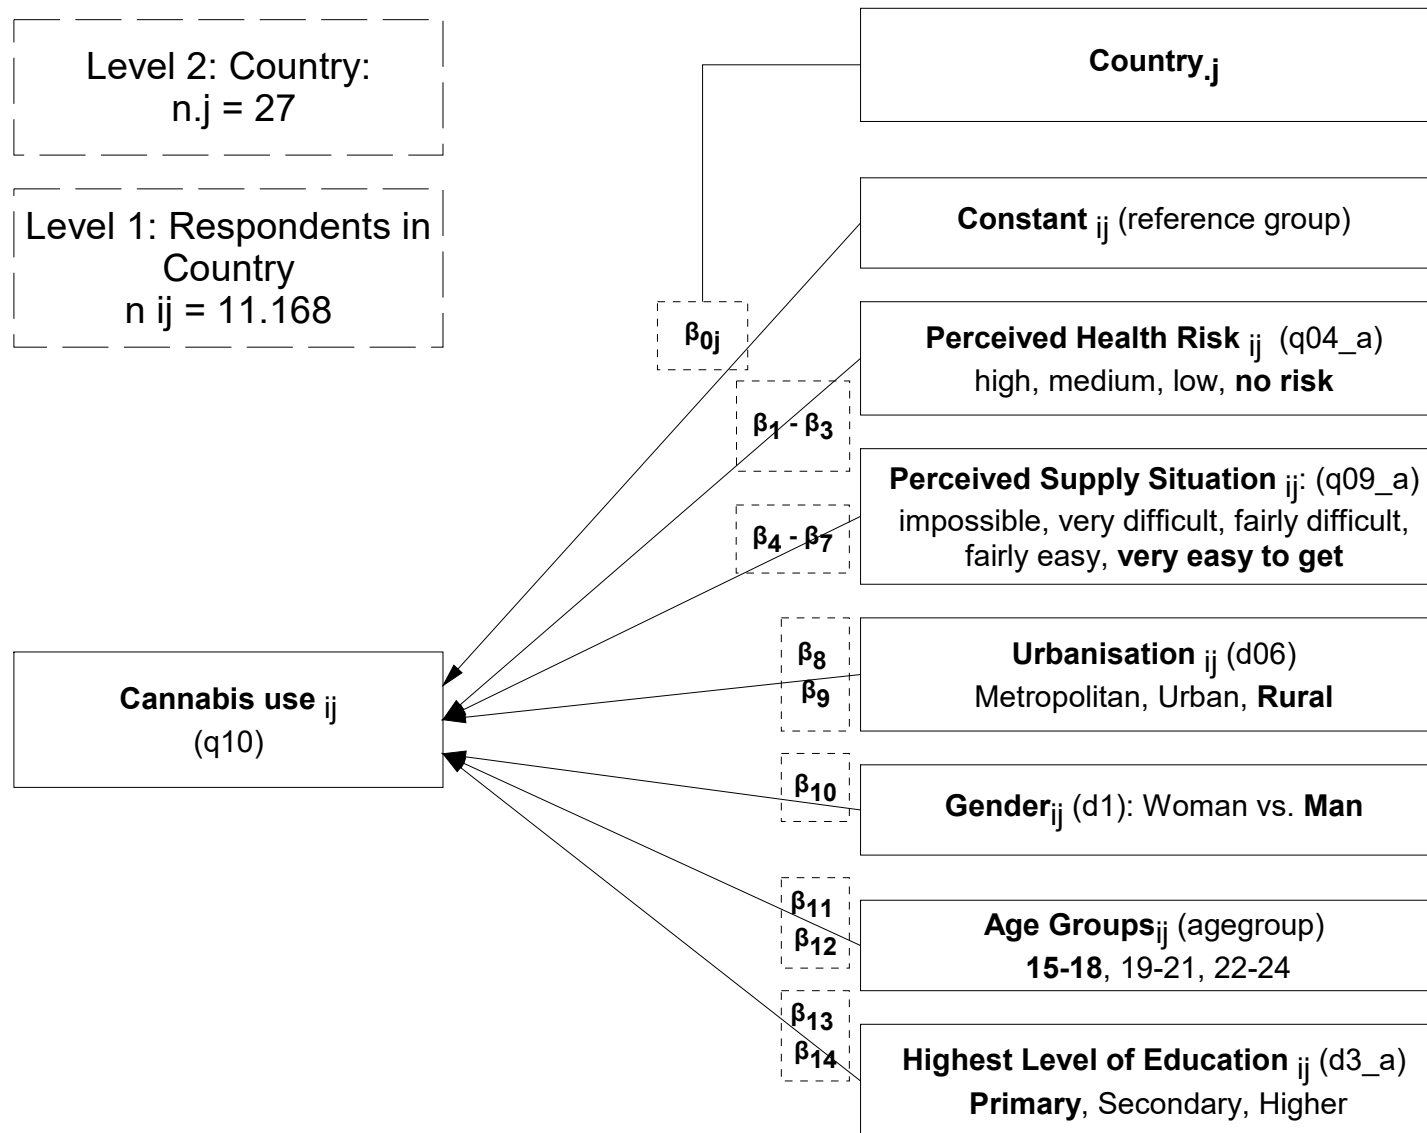 Level 2: Country:
n.j = 27
Level 1: Respondents in
Country
n ij = 11.168
Country.j
Constant ij (reference group)
β0j
Perceived Health Risk ij (q04_a)
high, medium, low, no risk
β1 - β3
Perceived Supply Situation ij: (q09_a)
impossible, very difficult, fairly difficult,
fairly easy, very easy to get
β4 - β7
Urbanisation ij (d06)
Metropolitan, Urban, Rural
β8
β9
Cannabis use ij
(q10)
Genderij (d1): Woman vs. Man
β10
Age Groupsij (agegroup)
15-18, 19-21, 22-24
β11
β12
Highest Level of Education ij (d3_a)
Primary, Secondary, Higher
β13
β14